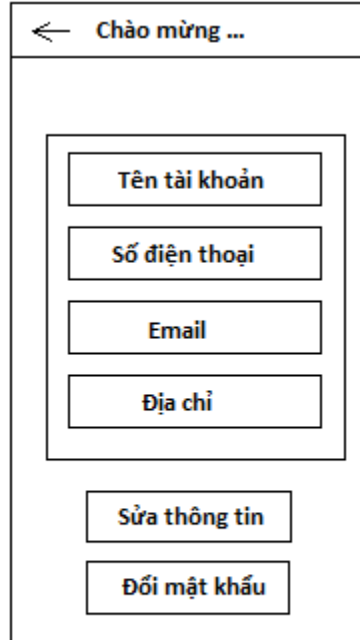 Chào mừng ...
Tên tài khoản
Số điện thoại
Email
Địa chỉ
Sửa thông tin
Đổi mật khẩu